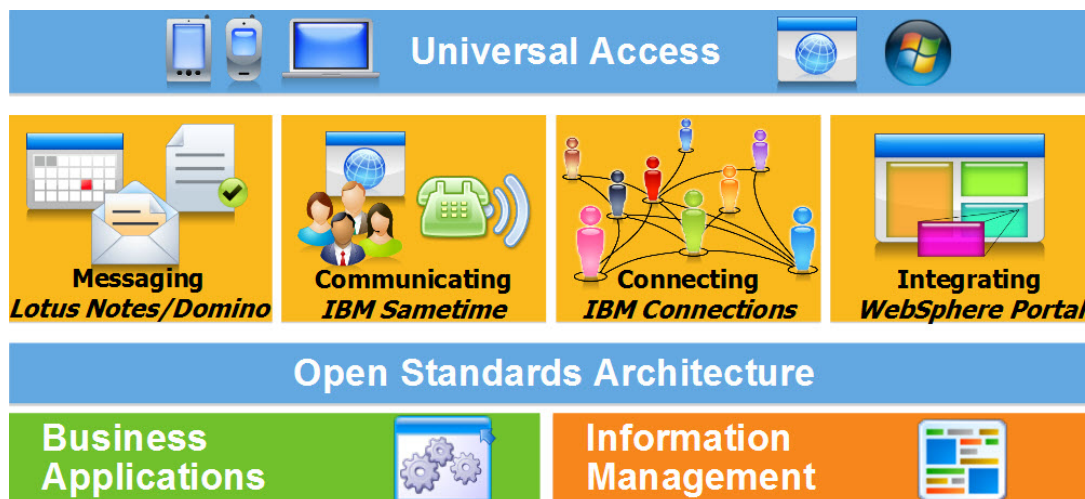 Universal Access
Messaging
Lotus Notes/Domino
Communicating
IBM Sametime
Connecting
IBM Connections
Integrating
WebSphere Portal
Open Standards Architecture
Business
Applications
Information
Management